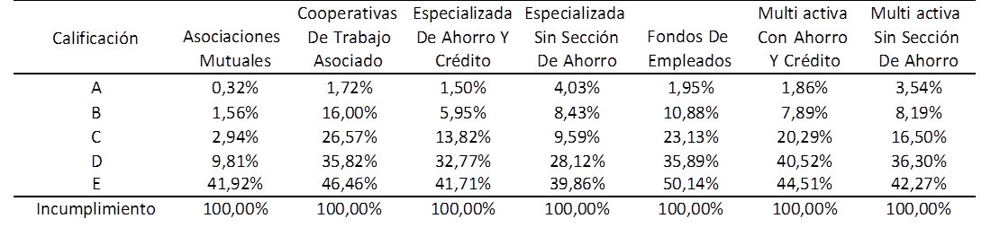 Calificación Asociaciones Mutuales Cooperativas De Trabajo Asociado Especializada De Ahorro Y Crédito Especializada Sin Sección De Ahorro Fondos De Empleados Multi activa Con Ahorro Y Crédito Multi activa Sin Sección De Ahorro
A 0,32% 1,72% 1,50% 4,03% 1,95% 1,86% 3,54%
B 1,56% 16,00% 5,95% 8,43% 10,88% 7,89% 8,19%
C 2,94% 26,57% 13,82% 9,59% 23,13% 20,29% 16,50%
D 9,81% 35,82% 32,77% 28,12% 35,89% 40,52% 36,30%
E 41,92% 46,46% 41,71% 39,86% 50,14% 44,51% 42,27%
Incumplimiento 100,00% 100,00% 100,00% 100,00% 100,00% 100,00% 100,00%